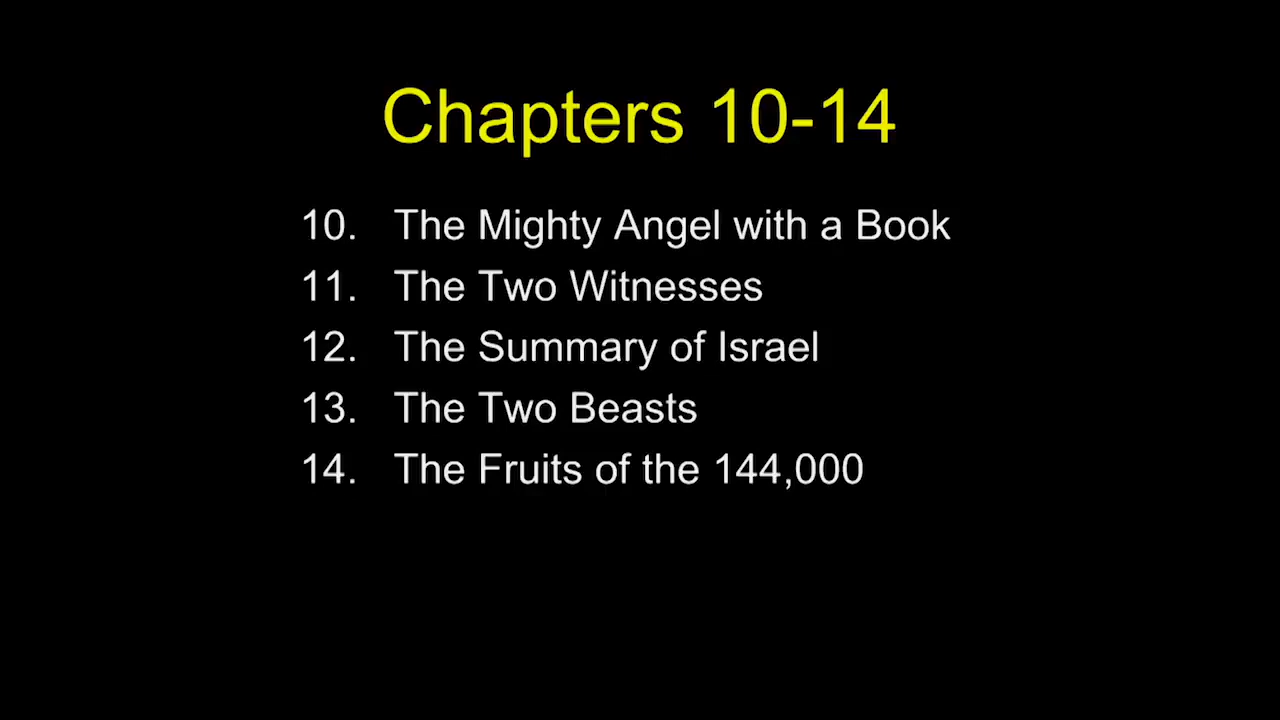 Chapters 10-14
10. The Mighty Angel with a Book
11. The Two Witnesses
12. The Summary of Israel
13. The Two Beasts
14. The Fruits of the 144,000